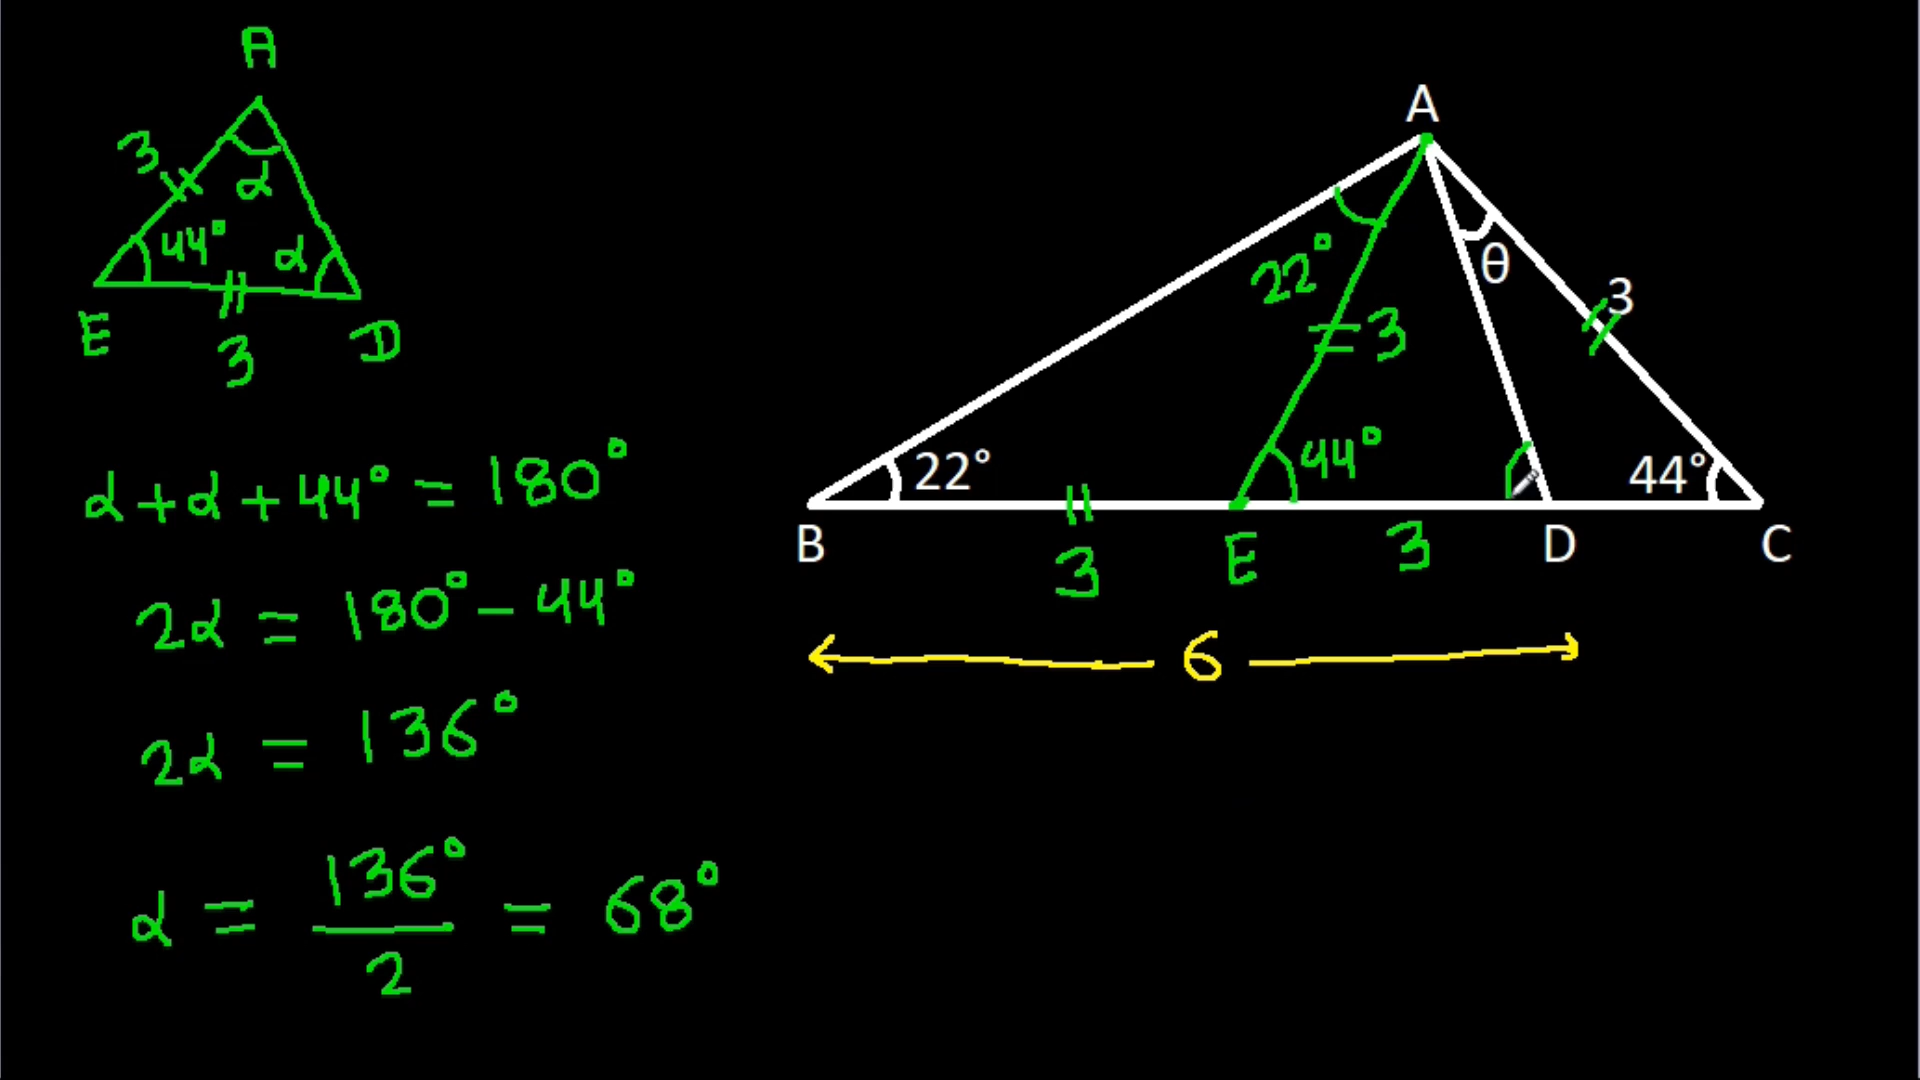 A
3
α
44°
α
E
3
D
α + α + 44° = 180°
2α = 180° - 44°
2α = 136°
α = 136° / 2 = 68°
A
22°
θ
3
= 3
22°
44°
44°
B
3
E
3
D
C
6